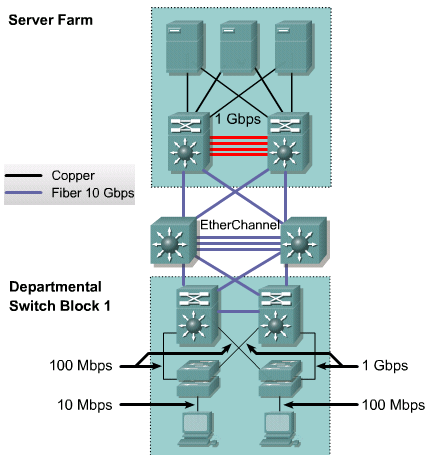 Server Farm
1 Gbps
Copper
Fiber 10 Gbps
EtherChannel
Departmental
Switch Block 1
100 Mbps
1 Gbps
10 Mbps
100 Mbps